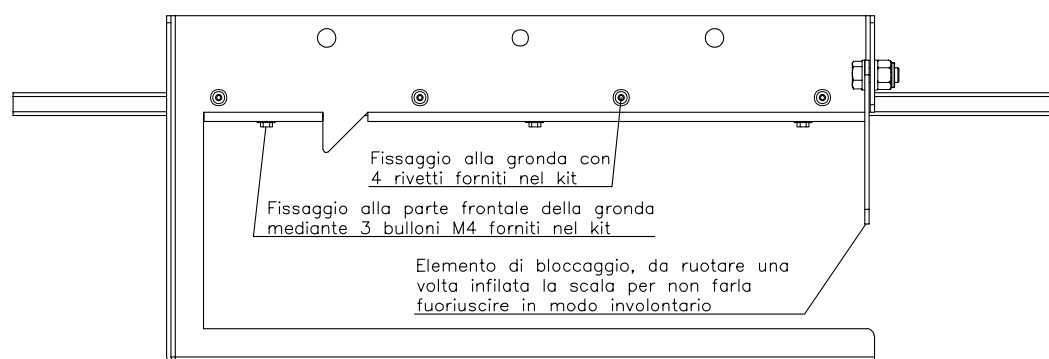 Fissaggio alla gronda con
4 rivetti forniti nel kit
Fissaggio alla parte frontale della gronda
mediante 3 bulloni M4 forniti nel kit
Elemento di bloccaggio, da ruotare una
volta infilata la scala per non farla
fuoriuscire in modo involontario